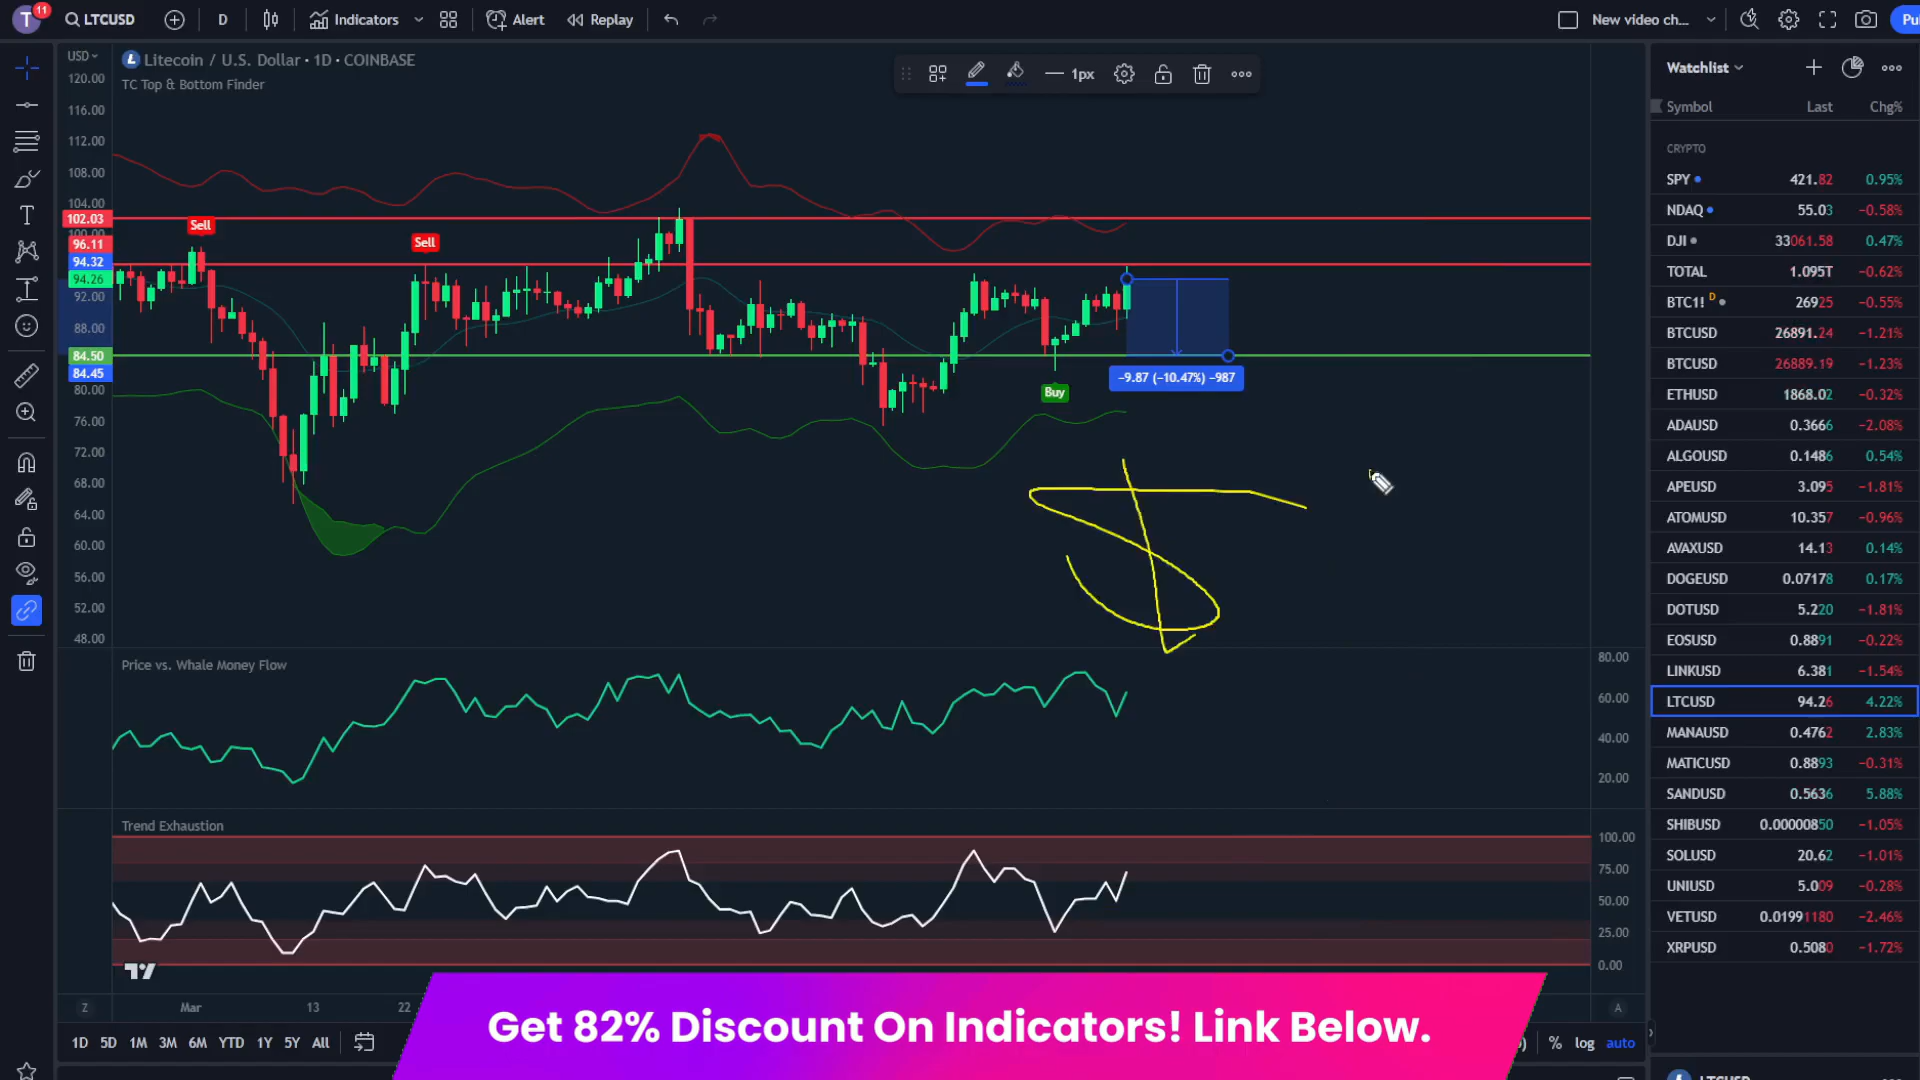 T
11
LTCUSD
D
Indicators
Alert
Replay
New video ch...
Pu
USD
Litecoin / U.S. Dollar · 1D · COINBASE
TC Top & Bottom Finder
1px
120.00
116.00
112.00
108.00
104.00
102.03
100.00
96.11
94.32
94.26
92.00
88.00
84.50
84.45
80.00
76.00
72.00
68.00
64.00
60.00
56.00
52.00
48.00
Sell
Sell
Buy
−9.87 (−10.47%) −987
$
Price vs. Whale Money Flow
80.00
60.00
40.00
20.00
Trend Exhaustion
100.00
75.00
50.00
25.00
0.00
Z
Mar
13
22
A
1D 5D 1M 3M 6M YTD 1Y 5Y All
% log auto
Get 82% Discount On Indicators! Link Below.
Watchlist
Symbol Last Chg%
CRYPTO
SPY 421.82 0.95%
NDAQ 55.03 −0.58%
DJI 33061.58 0.47%
TOTAL 1.095T −0.62%
BTC1! D 26925 −0.55%
BTCUSD 26891.24 −1.21%
BTCUSD 26889.19 −1.23%
ETHUSD 1868.02 −0.32%
ADAUSD 0.3666 −2.08%
ALGOUSD 0.1486 0.54%
APEUSD 3.095 −1.81%
ATOMUSD 10.357 −0.96%
AVAXUSD 14.13 0.14%
DOGEUSD 0.07178 0.17%
DOTUSD 5.220 −1.81%
EOSUSD 0.8891 −0.22%
LINKUSD 6.381 −1.54%
LTCUSD 94.26 4.22%
MANAUSD 0.4762 2.83%
MATICUSD 0.8893 −0.31%
SANDUSD 0.5636 5.88%
SHIBUSD 0.00000850 −1.05%
SOLUSD 20.62 −1.01%
UNIUSD 5.009 −0.28%
VETUSD 0.01991180 −2.46%
XRPUSD 0.5080 −1.72%
LTCUSD